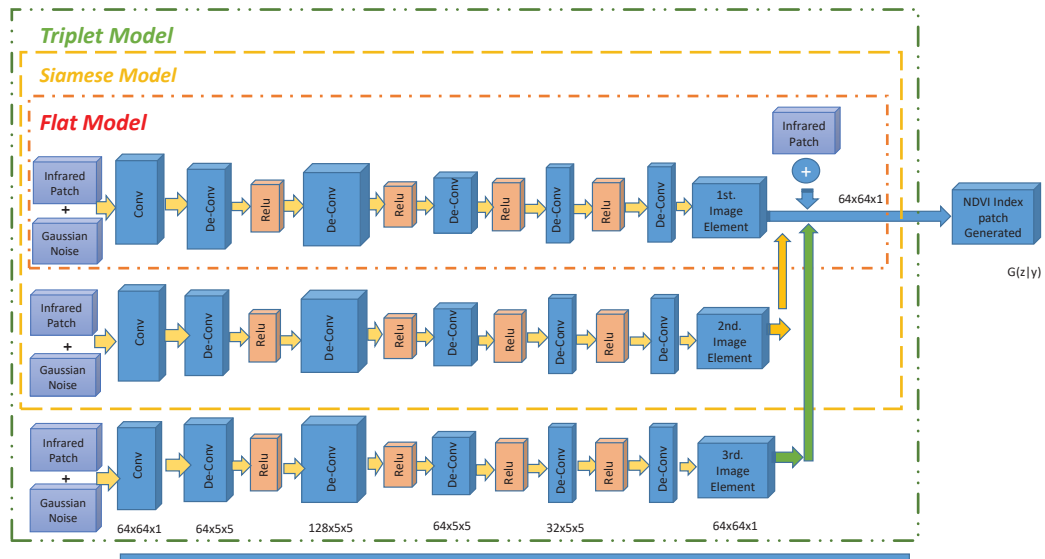 Triplet Model
Siamese Model
Flat Model
Infrared
Patch
+
Gaussian
Noise
Conv
De-Conv
Relu
De-Conv
Relu
De-Conv
Relu
De-Conv
Relu
De-Conv
1st.
Image
Element
Infrared
Patch
+
64x64x1
NDVI Index
patch
Generated
G(z|y)
Infrared
Patch
+
Gaussian
Noise
Conv
De-Conv
Relu
De-Conv
Relu
De-Conv
Relu
De-Conv
Relu
De-Conv
2nd.
Image
Element
Infrared
Patch
+
Gaussian
Noise
Conv
De-Conv
Relu
De-Conv
Relu
De-Conv
Relu
De-Conv
Relu
De-Conv
3rd.
Image
Element
64x64x1
64x5x5
128x5x5
64x5x5
32x5x5
64x64x1